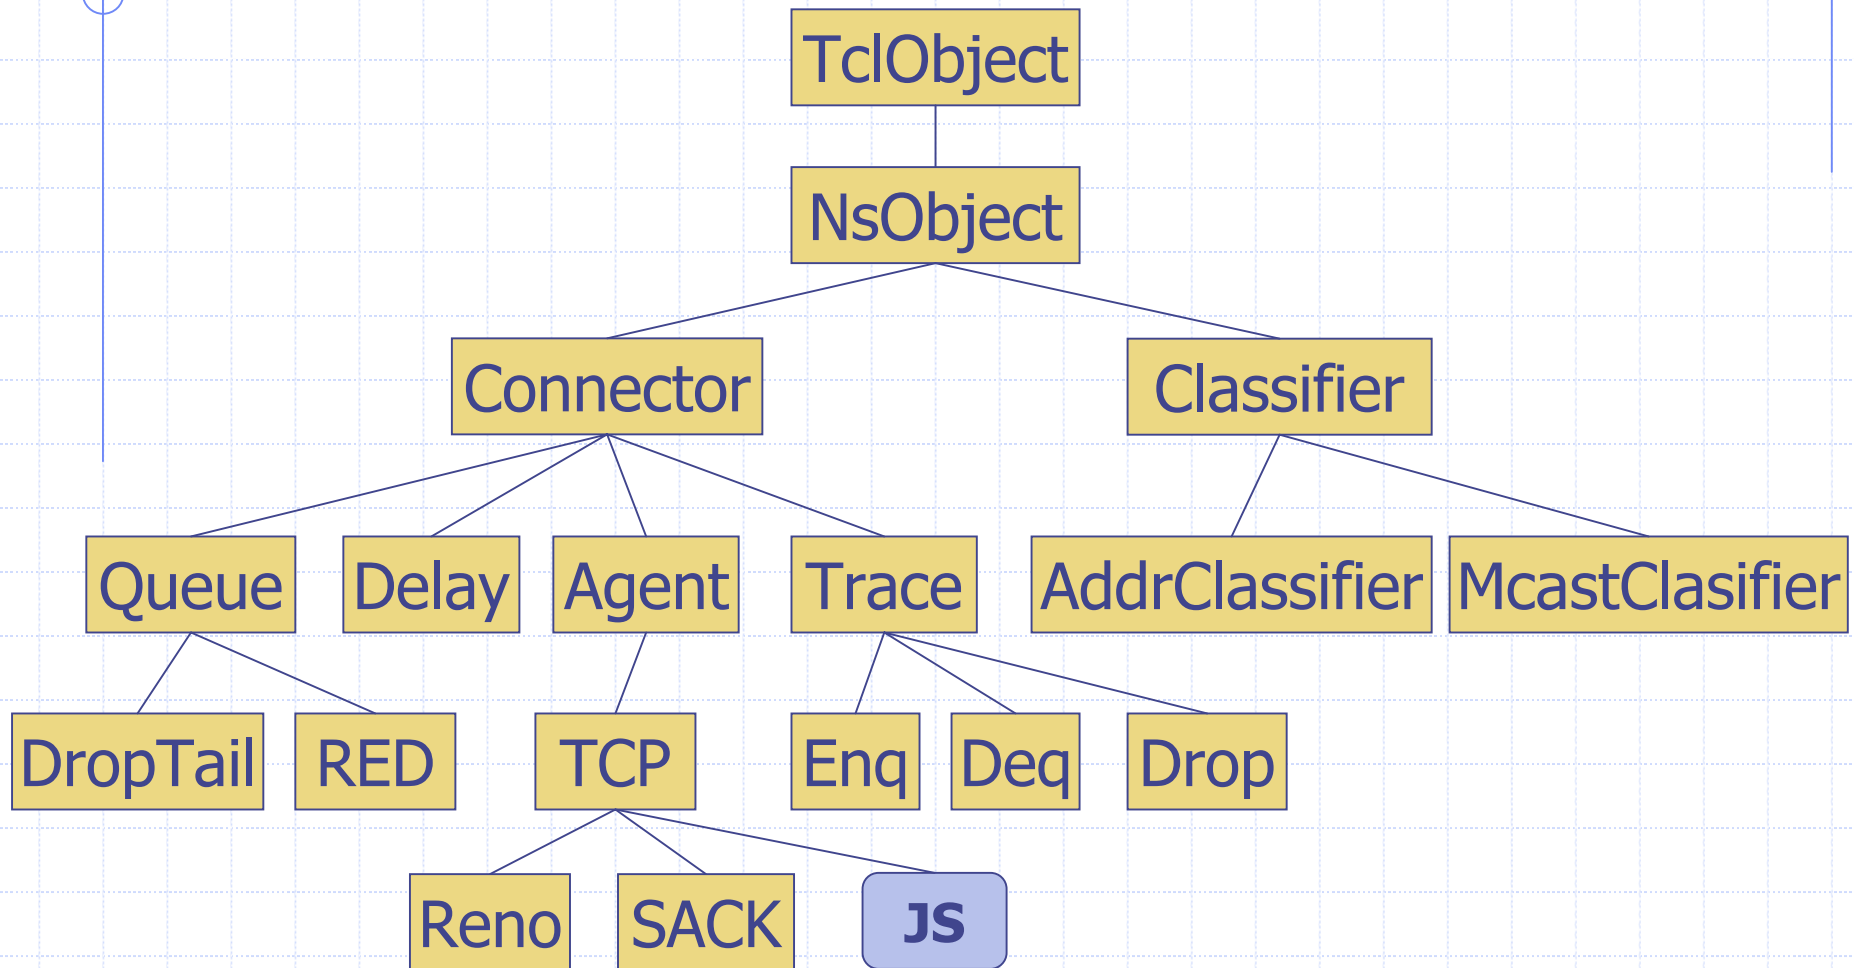 TclObject
NsObject
Connector
Classifier
Queue
Delay
Agent
Trace
AddrClassifier
McastClasifier
DropTail
RED
TCP
Enq
Deq
Drop
Reno
SACK
JS